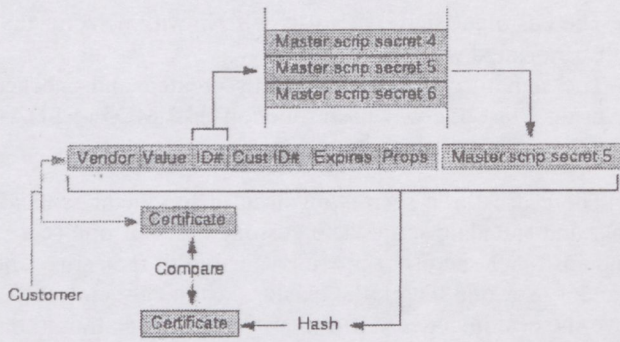 Master scrip secret 4
Master scrip secret 5
Master scrip secret 6
Vendor Value ID# Cust ID# Expires Props Master scrip secret 5
Certificate
Compare
Customer
Certificate Hash